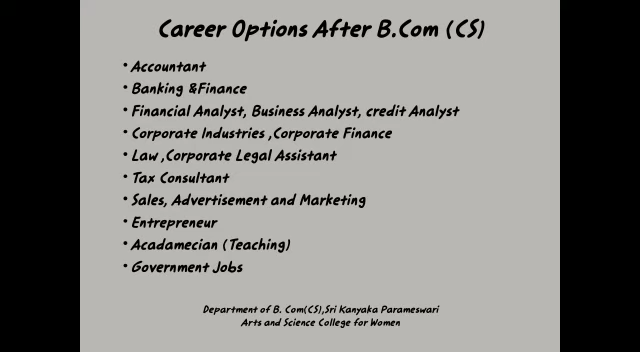 Career Options After B.Com (CS)
• Accountant
• Banking &Finance
• Financial Analyst, Business Analyst, credit Analyst
• Corporate Industries ,Corporate Finance
• Law ,Corporate Legal Assistant
• Tax Consultant
• Sales, Advertisement and Marketing
• Entrepreneur
• Acadamecian (Teaching)
• Government Jobs
Department of B. Com(CS),Sri Kanyaka Parameswari
Arts and Science College for Women